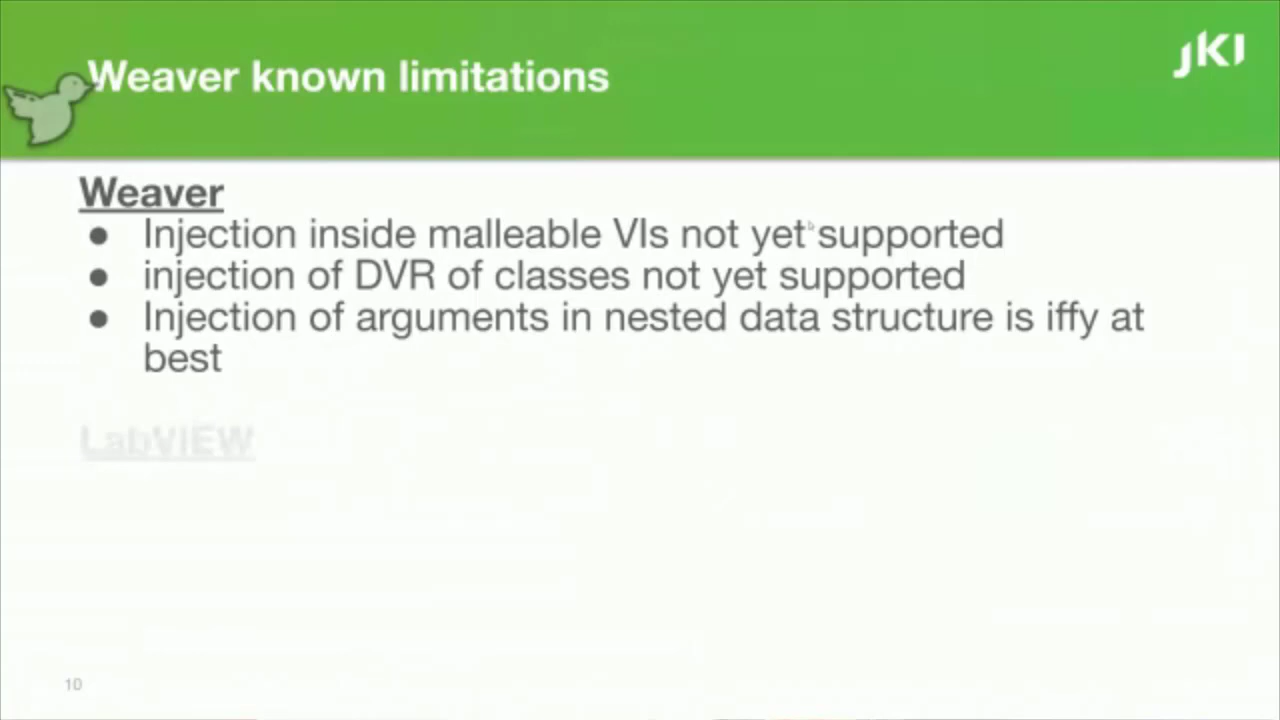 JKI
Weaver known limitations
Weaver
● Injection inside malleable VIs not yet supported
● injection of DVR of classes not yet supported
● Injection of arguments in nested data structure is iffy at
best
LabVIEW
10